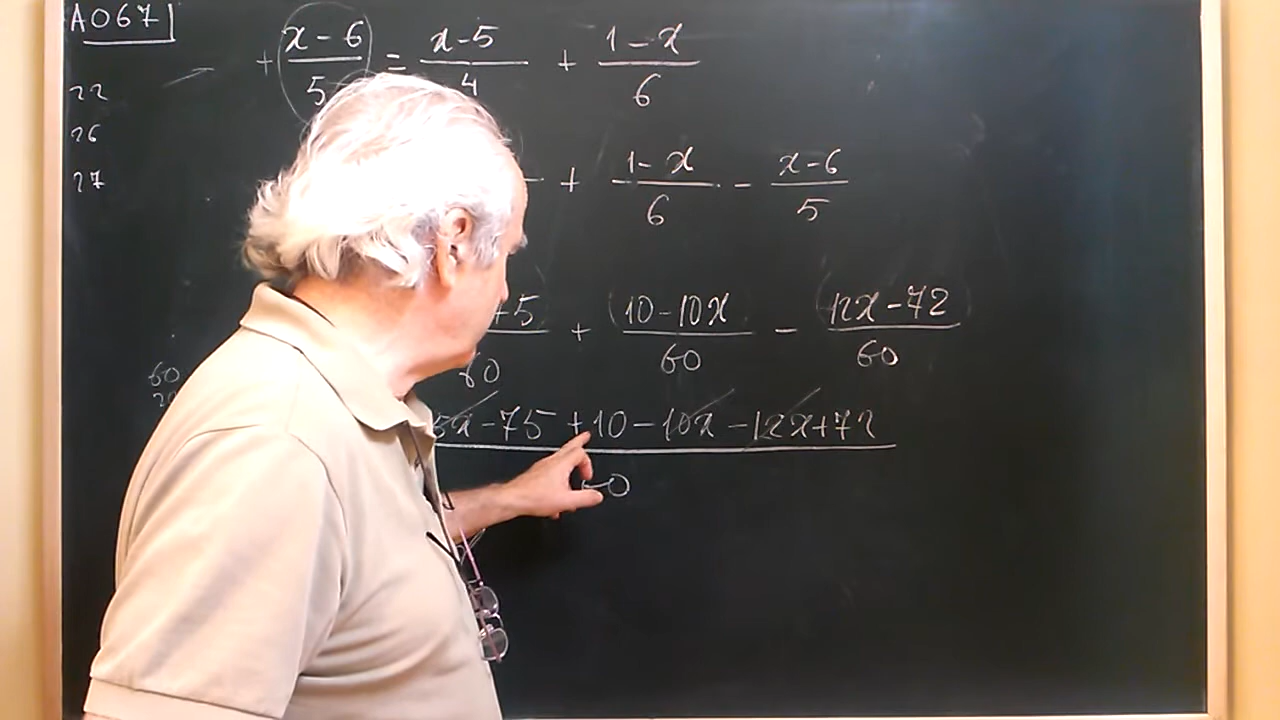 A067
+ x-6/5 = x-5/4 + 1-x/6
22
26
27
+ 1-x/6 - x-6/5
+5/60 + 10-10x/60 - 12x-72/60
60
5x-75+10-10x-12x+72